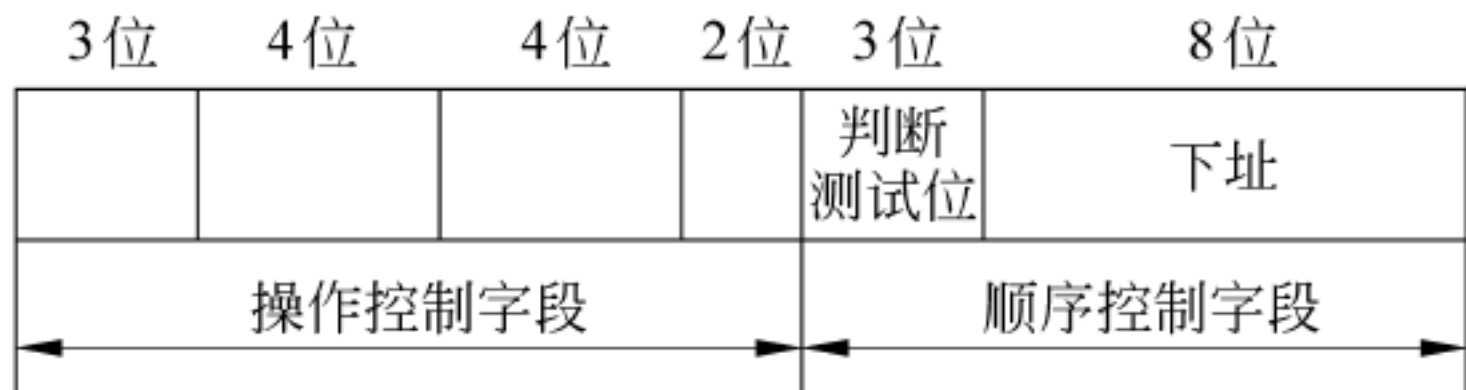 3位 4位 4位 2位 3位 8位
判断
测试位
下址
操作控制字段 顺序控制字段